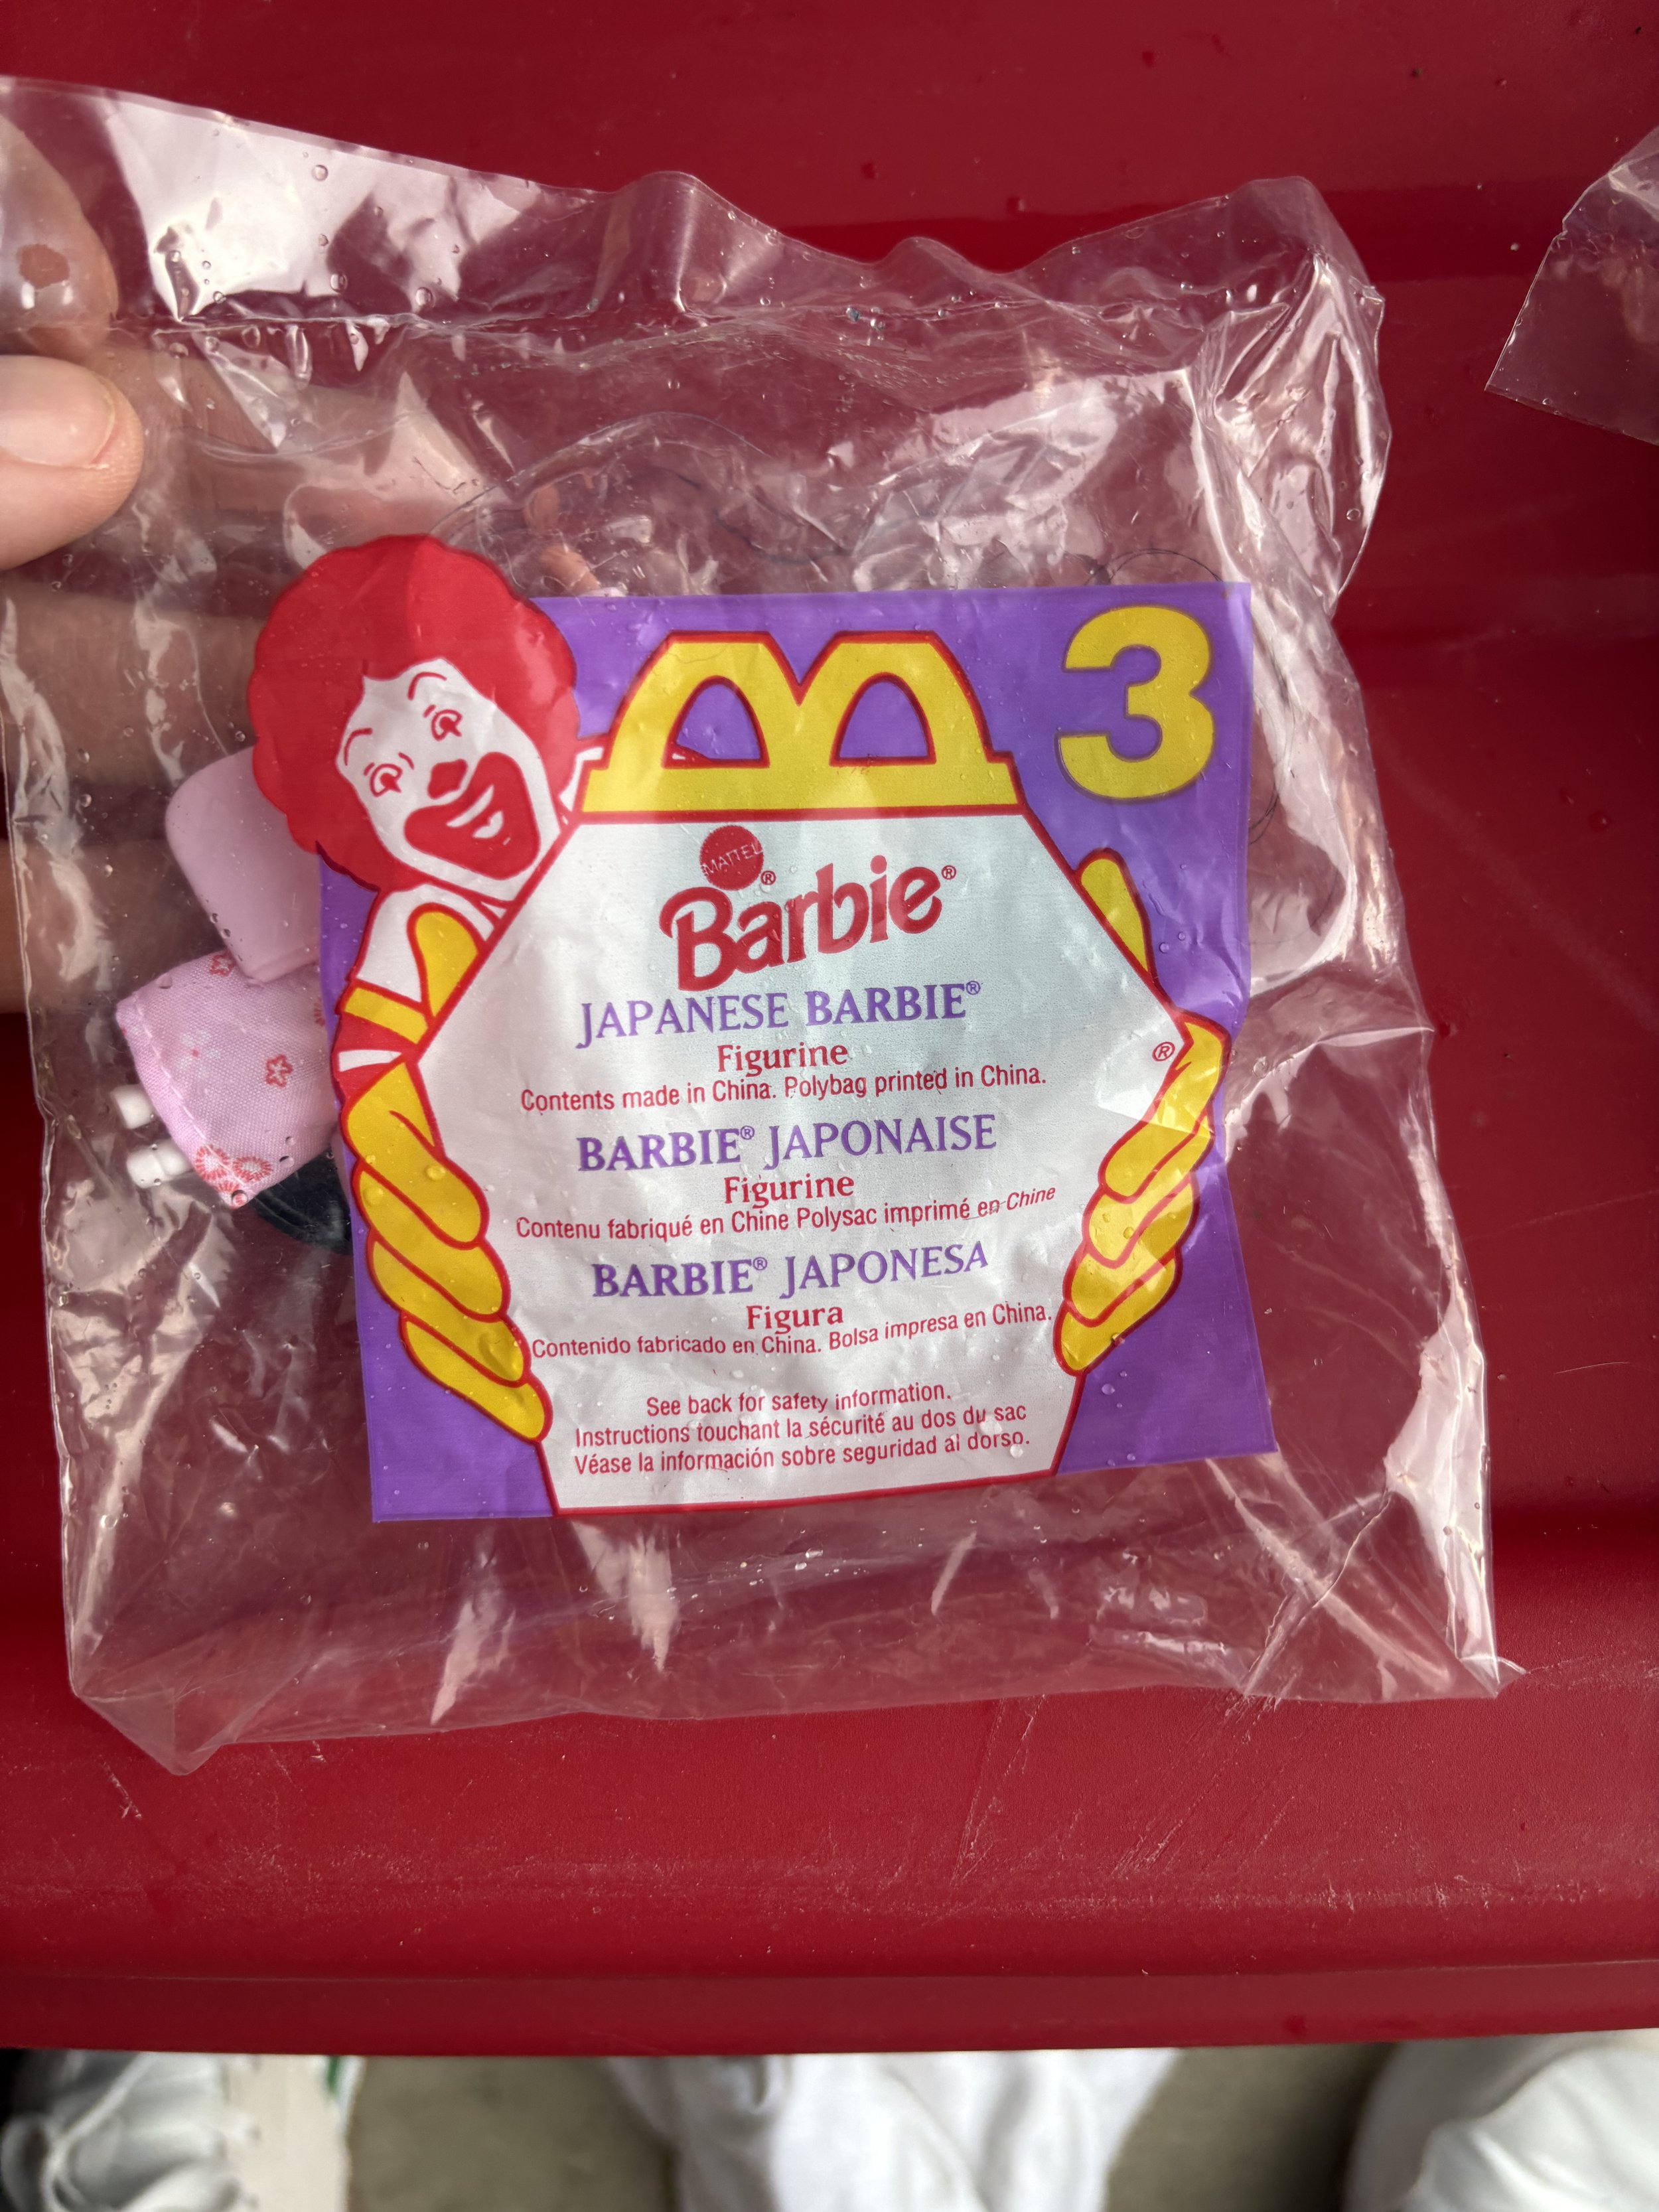 3
MATTEL®
Barbie®
JAPANESE BARBIE®
Figurine
Contents made in China. Polybag printed in China.
®
BARBIE® JAPONAISE
Figurine
Contenu fabriqué en Chine Polysac imprimé en Chine
BARBIE® JAPONESA
Figura
Contenido fabricado en China. Bolsa impresa en China.
See back for safety information.
Instructions touchant la sécurité au dos du sac
Véase la información sobre seguridad al dorso.